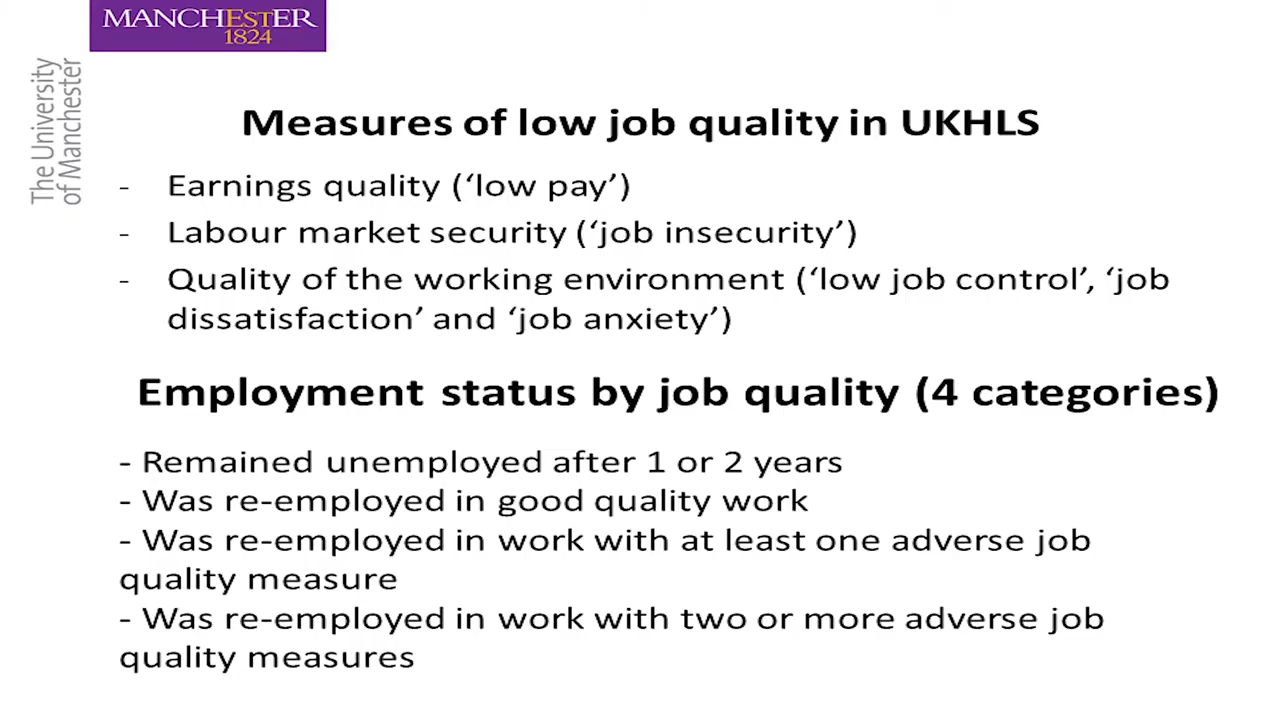 MANCHESTER
1824
The University
of Manchester
Measures of low job quality in UKHLS
- Earnings quality (‘low pay’)
- Labour market security (‘job insecurity’)
- Quality of the working environment (‘low job control’, ‘job
dissatisfaction’ and ‘job anxiety’)
Employment status by job quality (4 categories)
- Remained unemployed after 1 or 2 years
- Was re-employed in good quality work
- Was re-employed in work with at least one adverse job
quality measure
- Was re-employed in work with two or more adverse job
quality measures